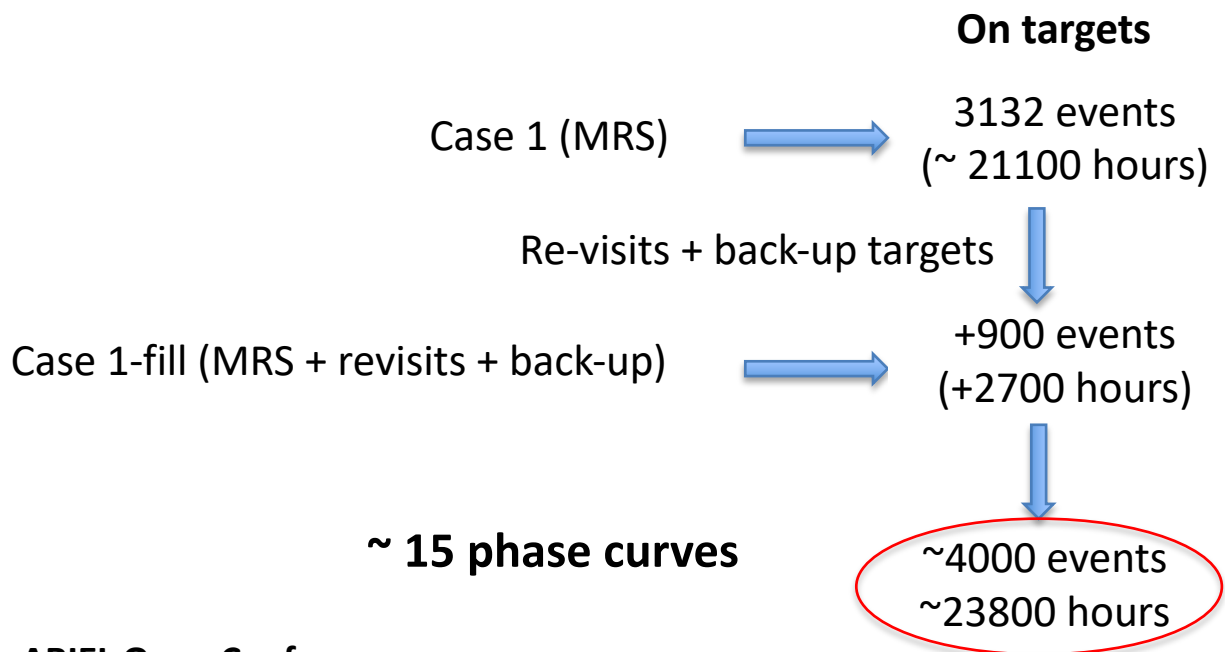 On targets
Case 1 (MRS)
3132 events
(~ 21100 hours)
Re-visits + back-up targets
Case 1-fill (MRS + revisits + back-up)
+900 events
(+2700 hours)
~ 15 phase curves
~4000 events
~23800 hours